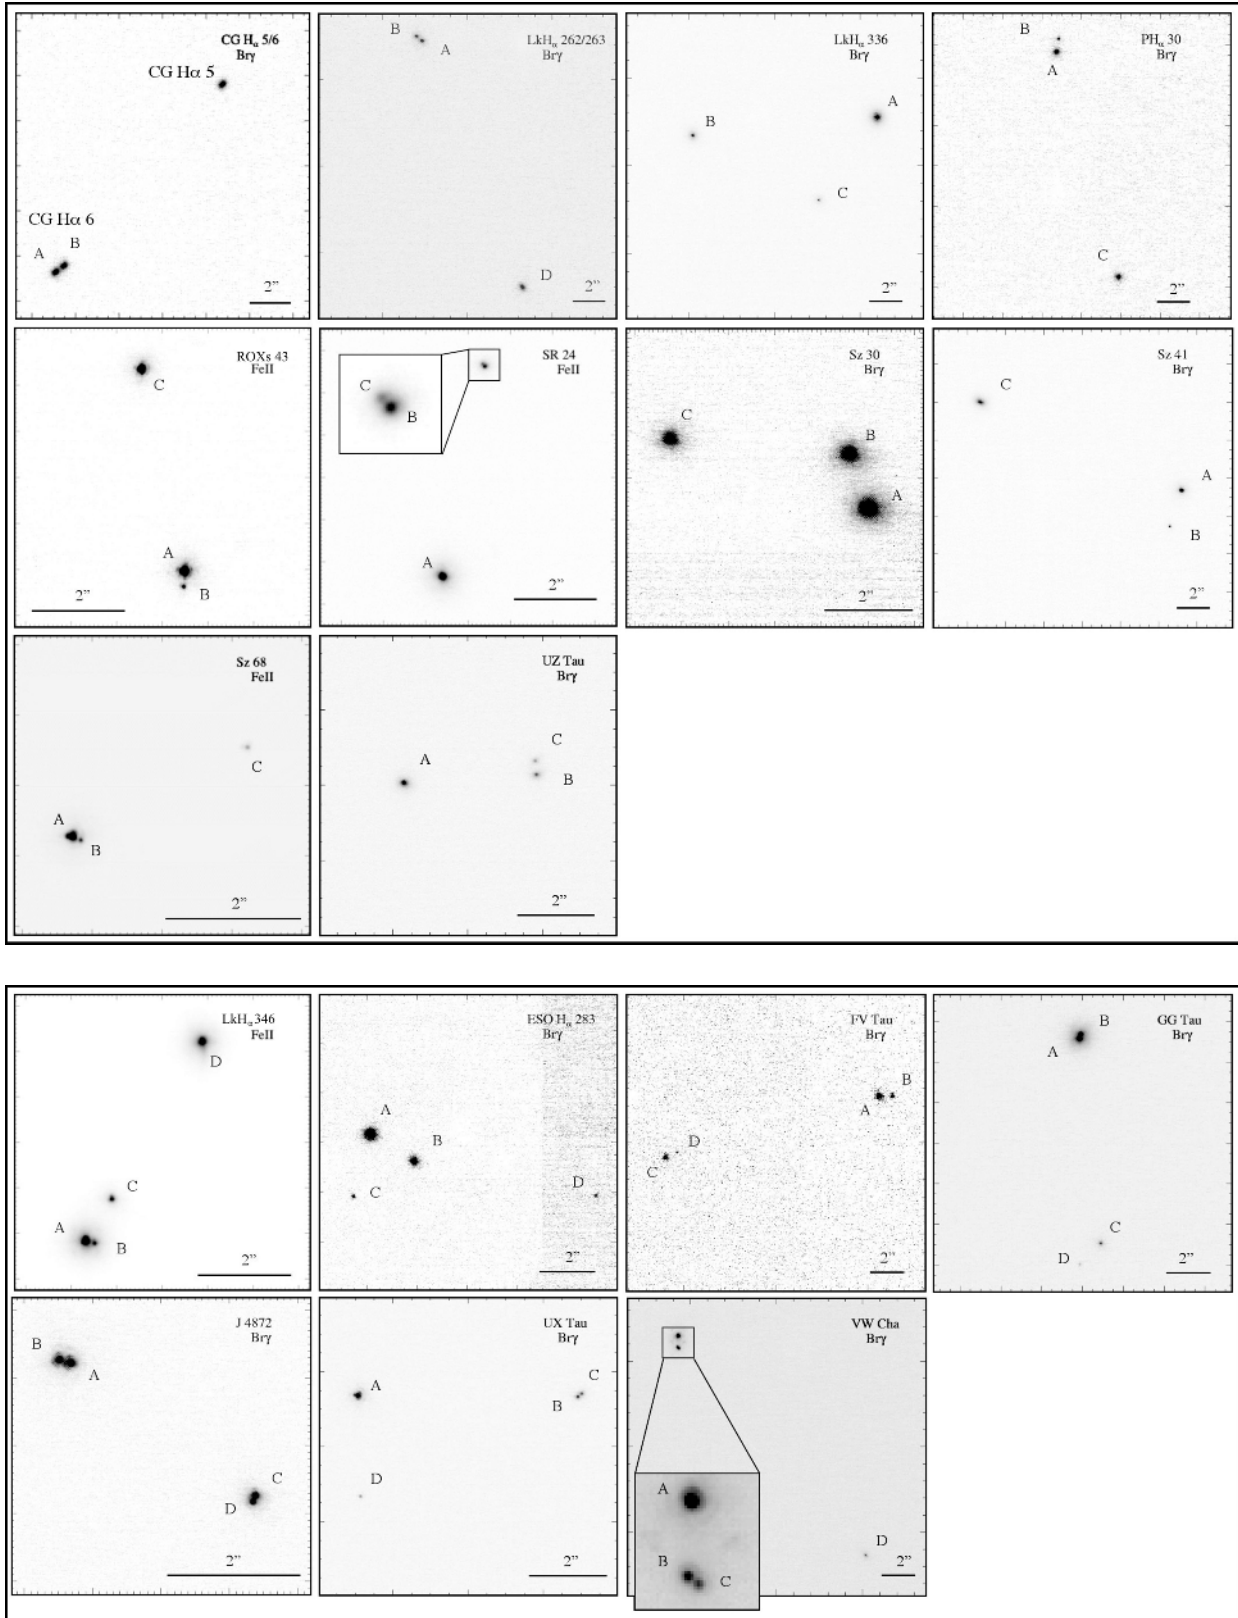 CG Hα 5/6
Brγ
CG Hα 5
CG Hα 6
A
B
2”
LkHα 262/263
Brγ
B
A
D
2”
LkHα 336
Brγ
A
B
C
2”
PHα 30
Brγ
B
A
C
2”
ROXs 43
FeII
C
A
B
2”
SR 24
FeII
C
B
A
2”
Sz 30
Brγ
C
B
A
2”
Sz 41
Brγ
C
A
B
2”
Sz 68
FeII
C
A
B
2”
UZ Tau
Brγ
C
A
B
2”
LkHα 346
FeII
D
C
A
B
2”
ESO Hα 283
Brγ
A
B
C
D
2”
FV Tau
Brγ
B
A
D
C
2”
GG Tau
Brγ
B
A
C
D
2”
J 4872
Brγ
B
A
C
D
2”
UX Tau
Brγ
A
C
B
D
2”
VW Cha
Brγ
A
B
C
D
2”